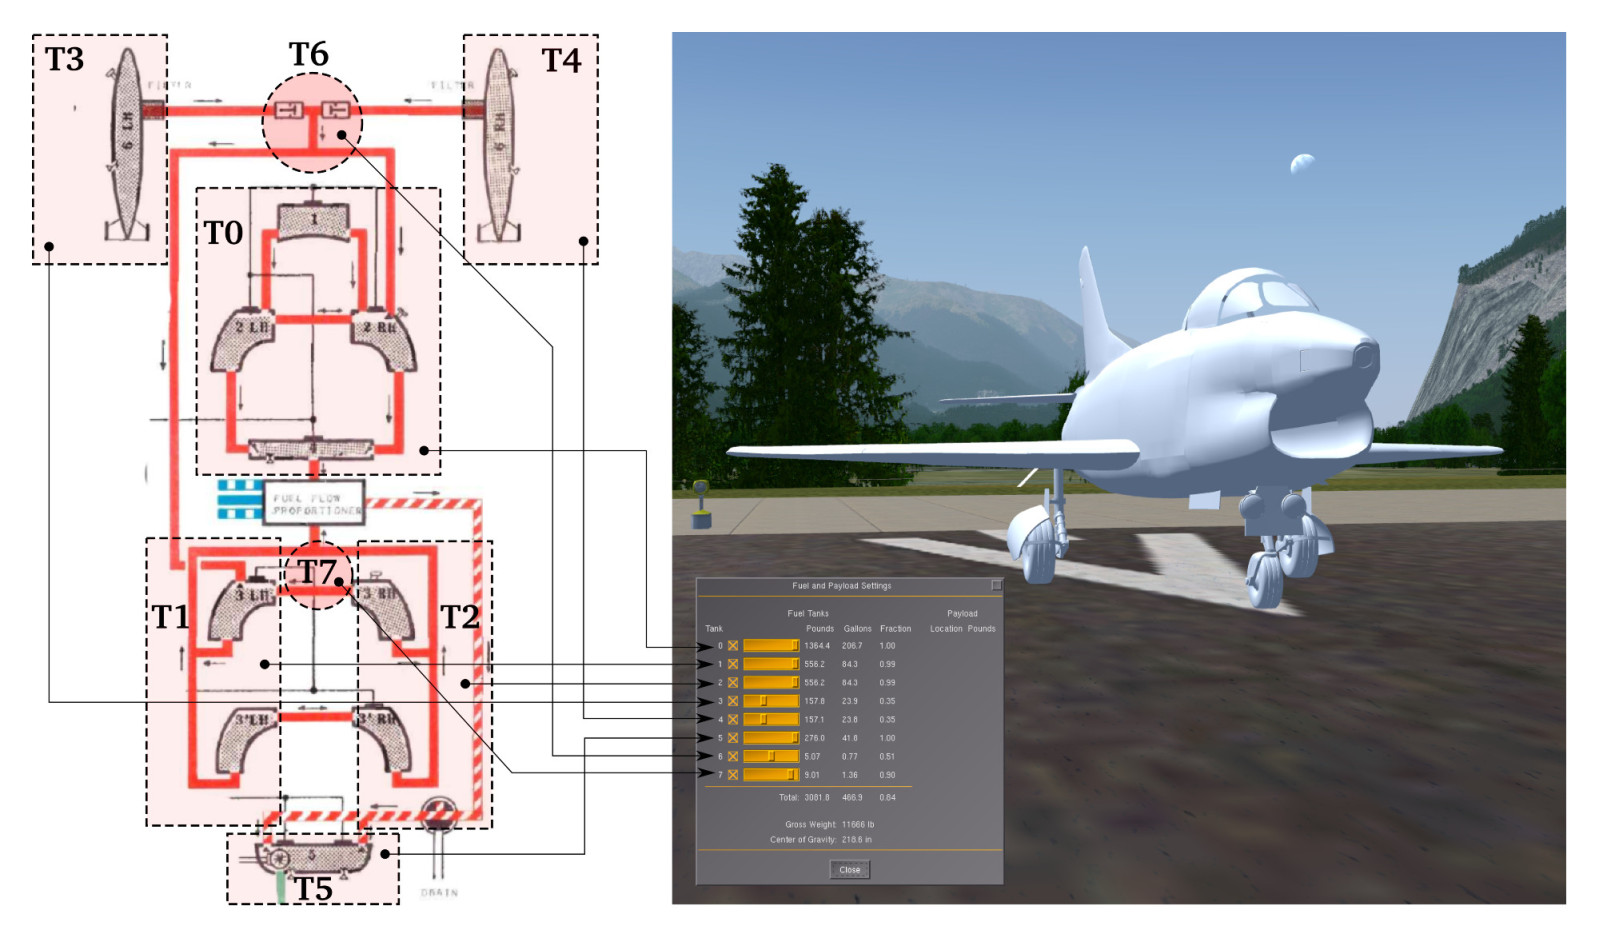 T3
T6
T4
FILTER
FILTER
6 LH
6 RH
T0
1
2 LH
2 RH
FUEL FLOW
PROPORTIONER
T7
3 LH
3 RH
T1
T2
3'LH
3'RH
5
T5
DRAIN
Fuel and Payload Settings
Fuel Tanks
Payload
Tank Pounds Gallons Fraction Location Pounds
0 1364.4 206.7 1.00
1 556.2 84.3 0.99
2 556.2 84.3 0.99
3 157.8 23.9 0.35
4 157.1 23.8 0.35
5 276.0 41.8 1.00
6 5.07 0.77 0.51
7 9.01 1.36 0.90
Total: 3081.8 466.9 0.84
Gross Weight: 11666 lb
Center of Gravity: 218.6 in
Close